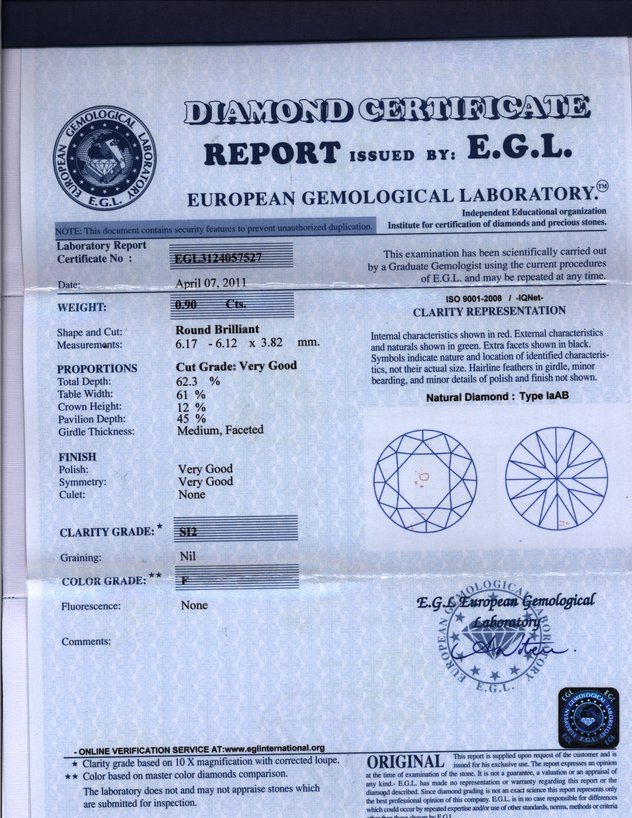 EUROPEAN GEMOLOGICAL LABORATORY
E.G.L.
DIAMOND CERTIFICATE
REPORT ISSUED BY: E.G.L.
EUROPEAN GEMOLOGICAL LABORATORY.™
Independent Educational organization
Institute for certification of diamonds and precious stones.
NOTE: This document contains security features to prevent unauthorized duplication.
Laboratory Report
Certificate No : EGL3124057527
Date: April 07, 2011
WEIGHT: 0.90 Cts.
Shape and Cut: Round Brilliant
Measurements: 6.17 - 6.12 x 3.82 mm.
PROPORTIONS Cut Grade: Very Good
Total Depth: 62.3 %
Table Width: 61 %
Crown Height: 12 %
Pavilion Depth: 45 %
Girdle Thickness: Medium, Faceted
FINISH
Polish: Very Good
Symmetry: Very Good
Culet: None
CLARITY GRADE: * SI2
Graining: Nil
COLOR GRADE: ** F
Fluorescence: None
Comments:
This examination has been scientifically carried out
by a Graduate Gemologist using the current procedures
of E.G.L. and may be repeated at any time.
ISO 9001-2008 / -IQNet-
CLARITY REPRESENTATION
Internal characteristics shown in red. External characteristics
and naturals shown in green. Extra facets shown in black.
Symbols indicate nature and location of identified characteris-
tics, not their actual size. Hairline feathers in girdle, minor
bearding, and minor details of polish and finish not shown.
Natural Diamond : Type IaAB
E.G.L European Gemological
Laboratory
EUROPEAN GEMOLOGICAL LABORATORY
E.G.L.
EGL EGL
EUROPEAN GEMOLOGICAL LABORATORY
EGL EGL
- ONLINE VERIFICATION SERVICE AT:www.eglinternational.org
* Clarity grade based on 10 X magnification with corrected loupe.
** Color based on master color diamonds comparison.
The laboratory does not and may not appraise stones which
are submitted for inspection.
ORIGINAL This report is supplied upon request of the customer and is
issued for his exclusive use. The report expresses an opinion
at the time of examination of the stone. It is not a guarantee, a valuation or an appraisal of
any kind.- E.G.L. has made no representation or warranty regarding this report or the
diamond described. Since diamond grading is not an exact science this report represents only
the best professional opinion of this company. E.G.L. is in no case responsible for differences
which could occur by repeated expertise and/or use of other standards, norms, methods or criteria